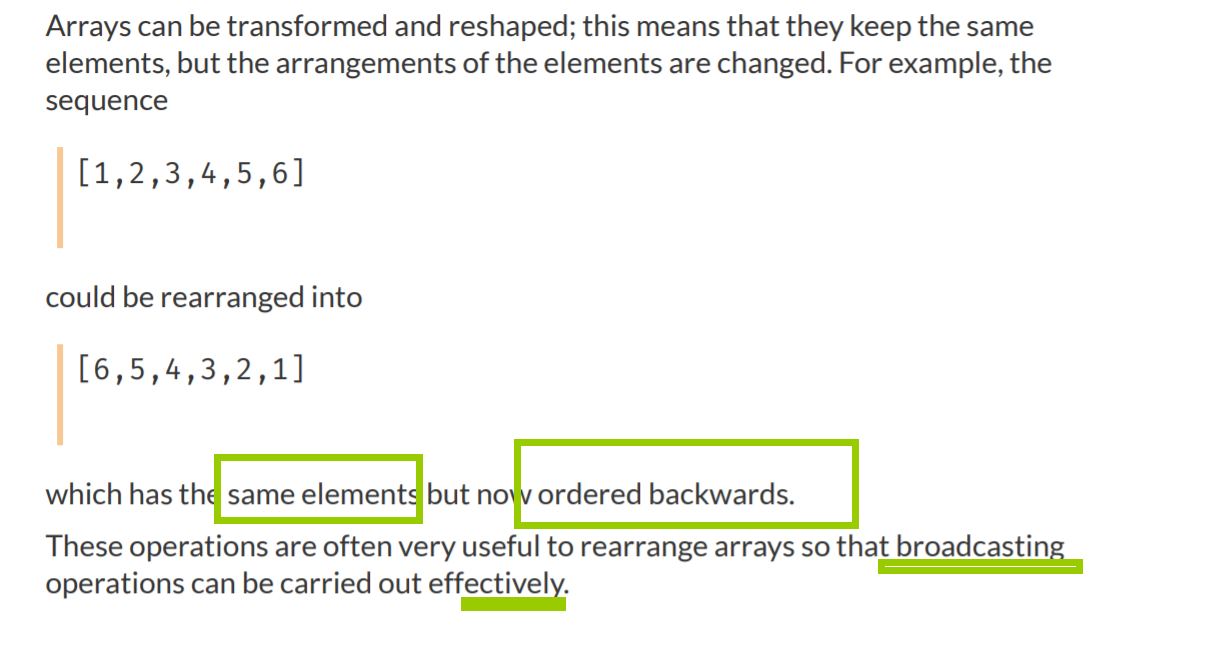 Arrays can be transformed and reshaped; this means that they keep the same
elements, but the arrangements of the elements are changed. For example, the
sequence
[1,2,3,4,5,6]
could be rearranged into
[6,5,4,3,2,1]
which has the same elements but now ordered backwards.
These operations are often very useful to rearrange arrays so that broadcasting
operations can be carried out effectively.